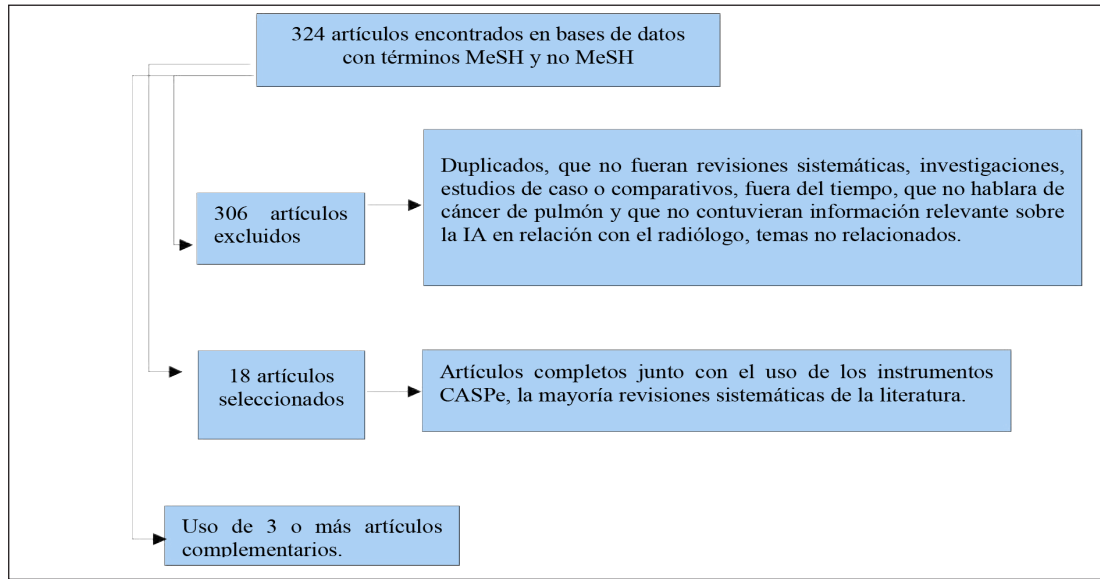 324 artículos encontrados en bases de datos
con términos MeSH y no MeSH
306 artículos
excluidos
Duplicados, que no fueran revisiones sistemáticas, investigaciones,
estudios de caso o comparativos, fuera del tiempo, que no hablara de
cáncer de pulmón y que no contuvieran información relevante sobre
la IA en relación con el radiólogo, temas no relacionados.
18 artículos
seleccionados
Artículos completos junto con el uso de los instrumentos
CASPe, la mayoría revisiones sistemáticas de la literatura.
Uso de 3 o más artículos
complementarios.